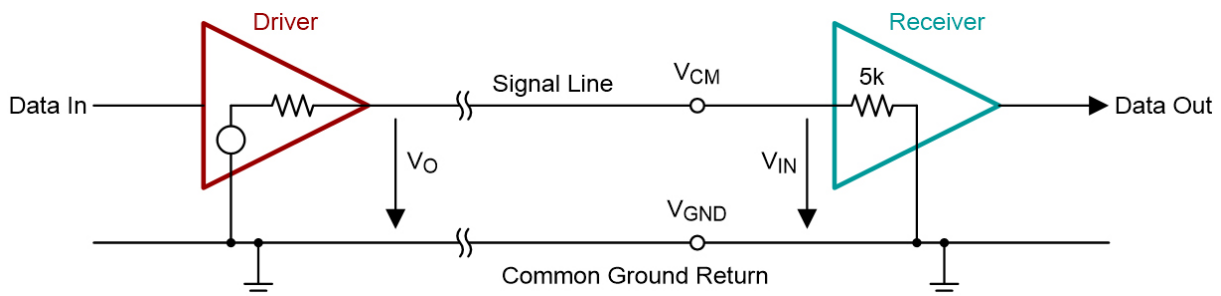 Driver
Receiver
Data In
Signal Line
VCM
5k
Data Out
VO
VIN
VGND
Common Ground Return